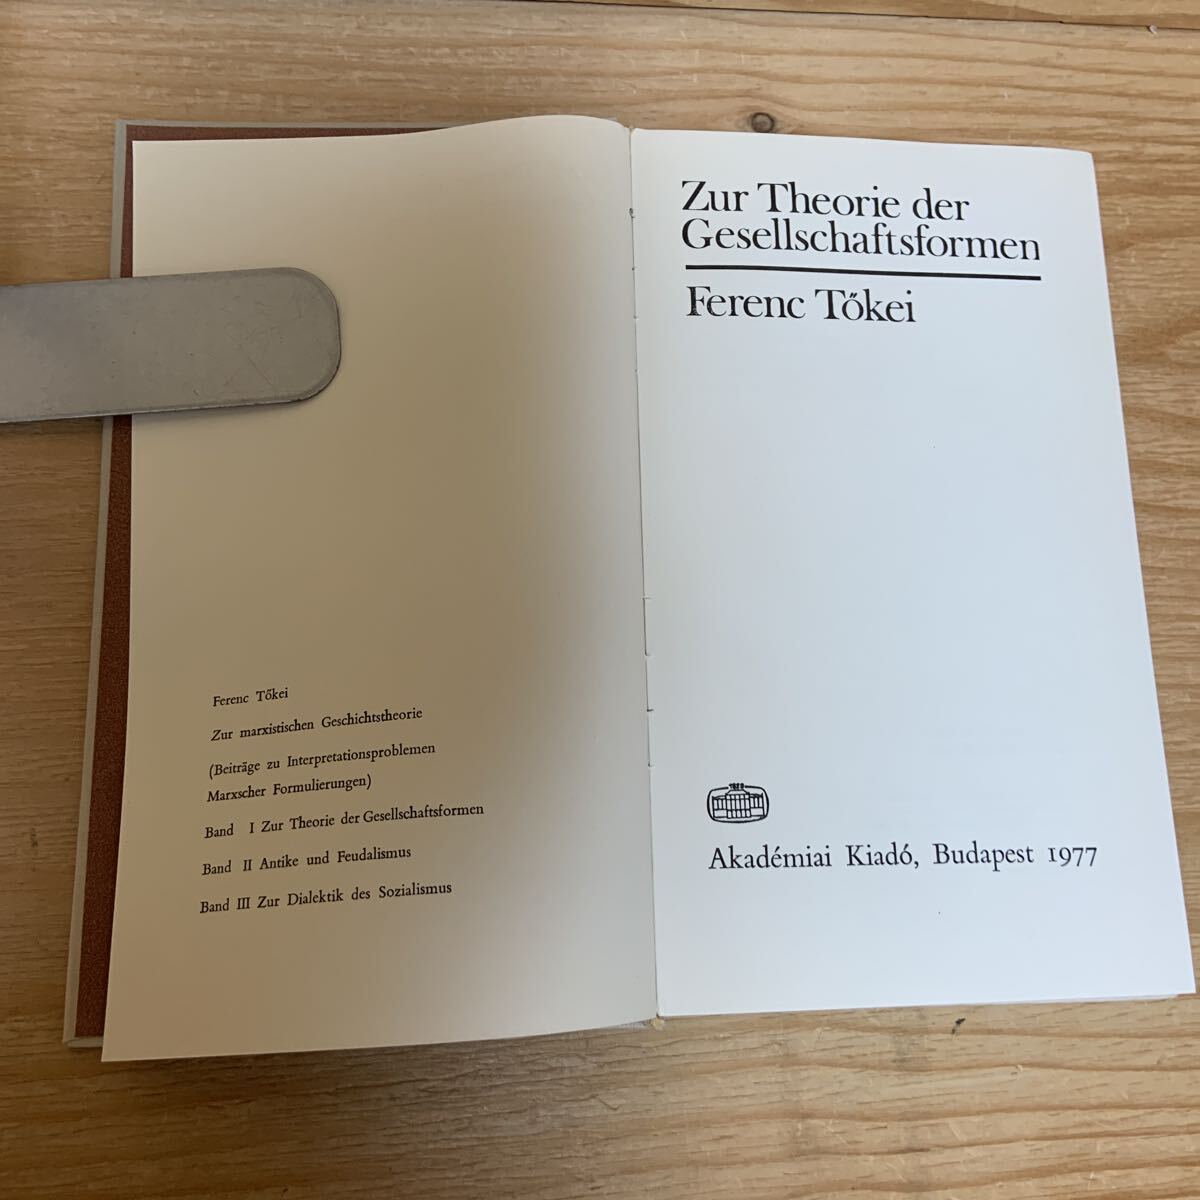 Ferenc Tőkei
Zur marxistischen Geschichtstheorie
(Beiträge zu Interpretationsproblemen
Marxscher Formulierungen)
Band I Zur Theorie der Gesellschaftsformen
Band II Antike und Feudalismus
Band III Zur Dialektik des Sozialismus
Zur Theorie der
Gesellschaftsformen
Ferenc Tőkei
1828
Akadémiai Kiadó, Budapest 1977